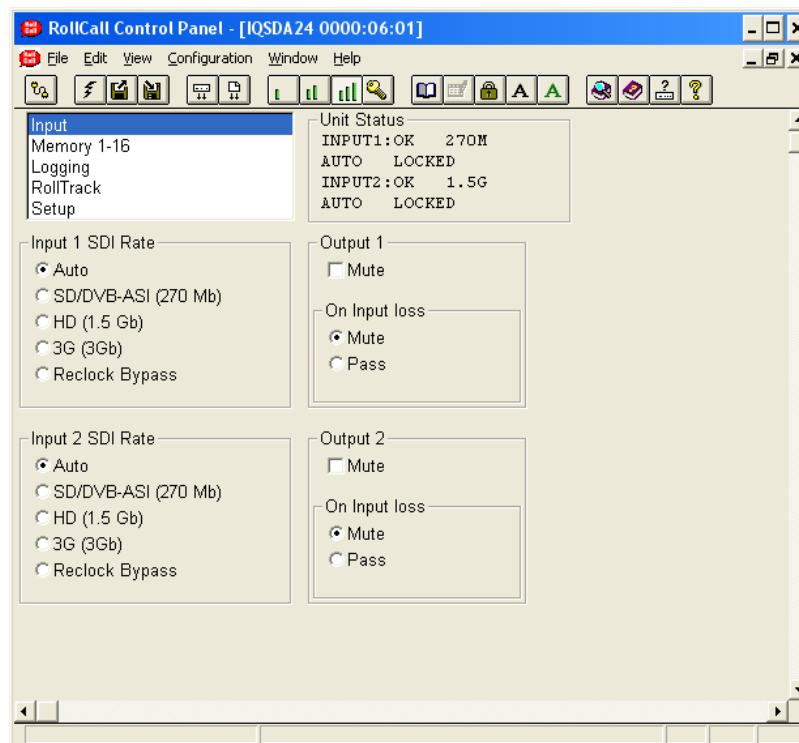 RollCall Control Panel - [IQSDA24 0000:06:01]
File Edit View Configuration Window Help
A A
Input
Memory 1-16
Logging
RollTrack
Setup
Unit Status
INPUT1:OK 270M
AUTO LOCKED
INPUT2:OK 1.5G
AUTO LOCKED
Input 1 SDI Rate
Auto
SD/DVB-ASI (270 Mb)
HD (1.5 Gb)
3G (3Gb)
Reclock Bypass
Output 1
Mute
On Input loss
Mute
Pass
Input 2 SDI Rate
Auto
SD/DVB-ASI (270 Mb)
HD (1.5 Gb)
3G (3Gb)
Reclock Bypass
Output 2
Mute
On Input loss
Mute
Pass